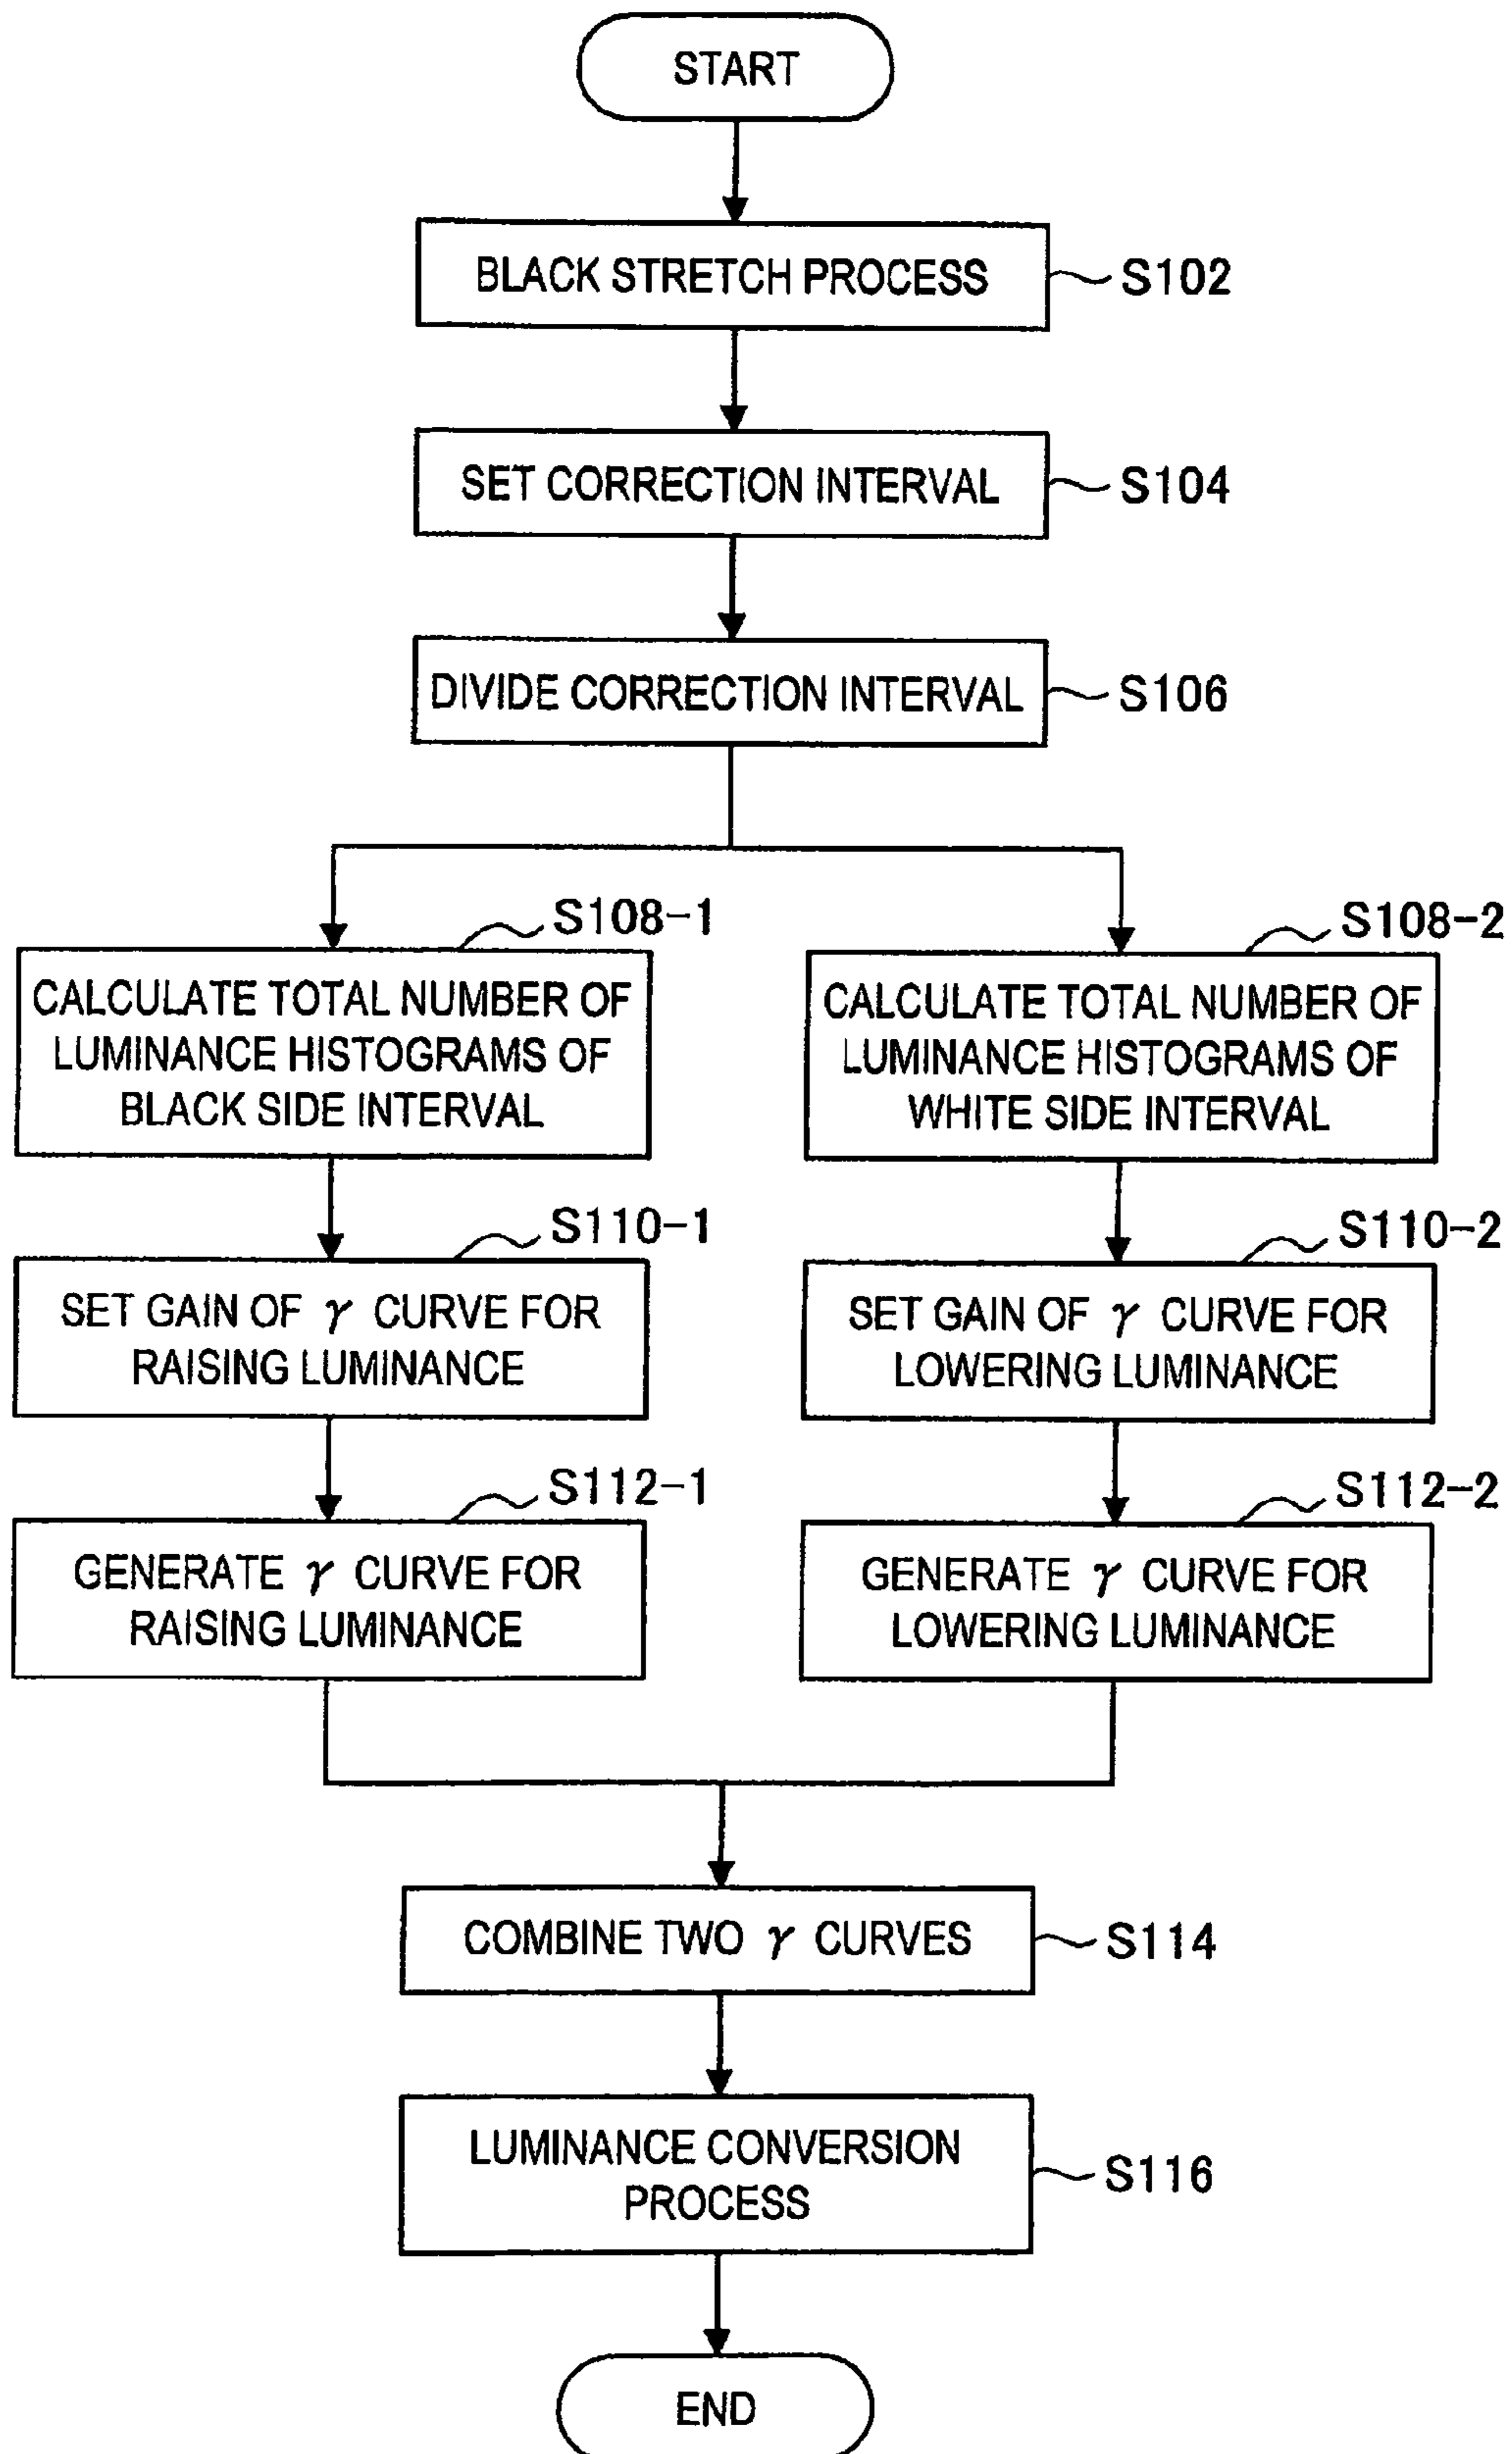 START
BLACK STRETCH PROCESS
S102
SET CORRECTION INTERVAL
S104
DIVIDE CORRECTION INTERVAL
S106
S108-1
CALCULATE TOTAL NUMBER OF
LUMINANCE HISTOGRAMS OF
BLACK SIDE INTERVAL
S108-2
CALCULATE TOTAL NUMBER OF
LUMINANCE HISTOGRAMS OF
WHITE SIDE INTERVAL
S110-1
SET GAIN OF γ CURVE FOR
RAISING LUMINANCE
S110-2
SET GAIN OF γ CURVE FOR
LOWERING LUMINANCE
S112-1
GENERATE γ CURVE FOR
RAISING LUMINANCE
S112-2
GENERATE γ CURVE FOR
LOWERING LUMINANCE
COMBINE TWO γ CURVES
S114
LUMINANCE CONVERSION
PROCESS
S116
END